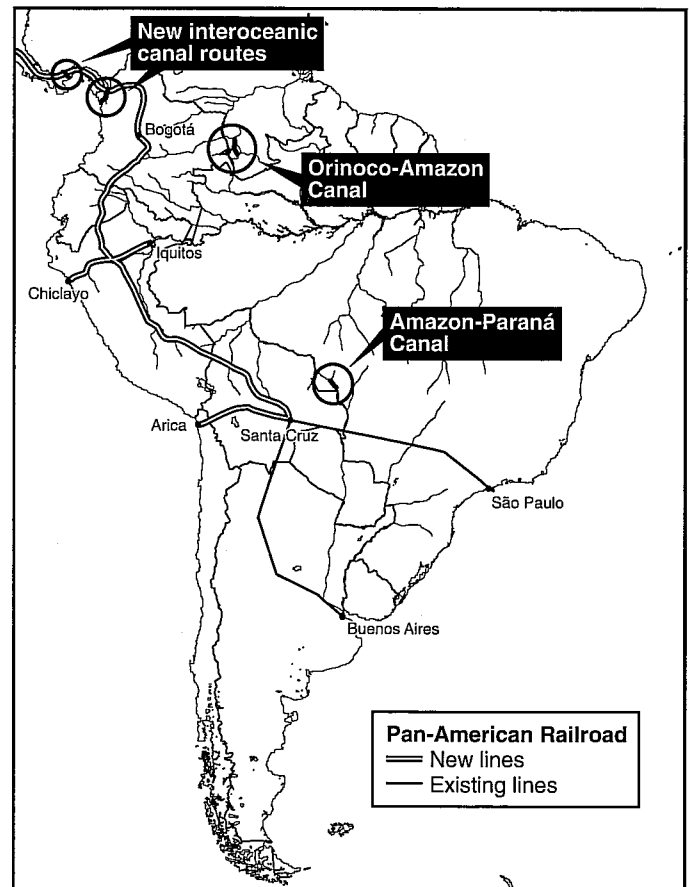 New interoceanic
canal routes
Bogotá
Orinoco-Amazon
Canal
Iquitos
Chiclayo
Amazon-Paraná
Canal
Arica
Santa Cruz
São Paulo
Buenos Aires
Pan-American Railroad
New lines
Existing lines